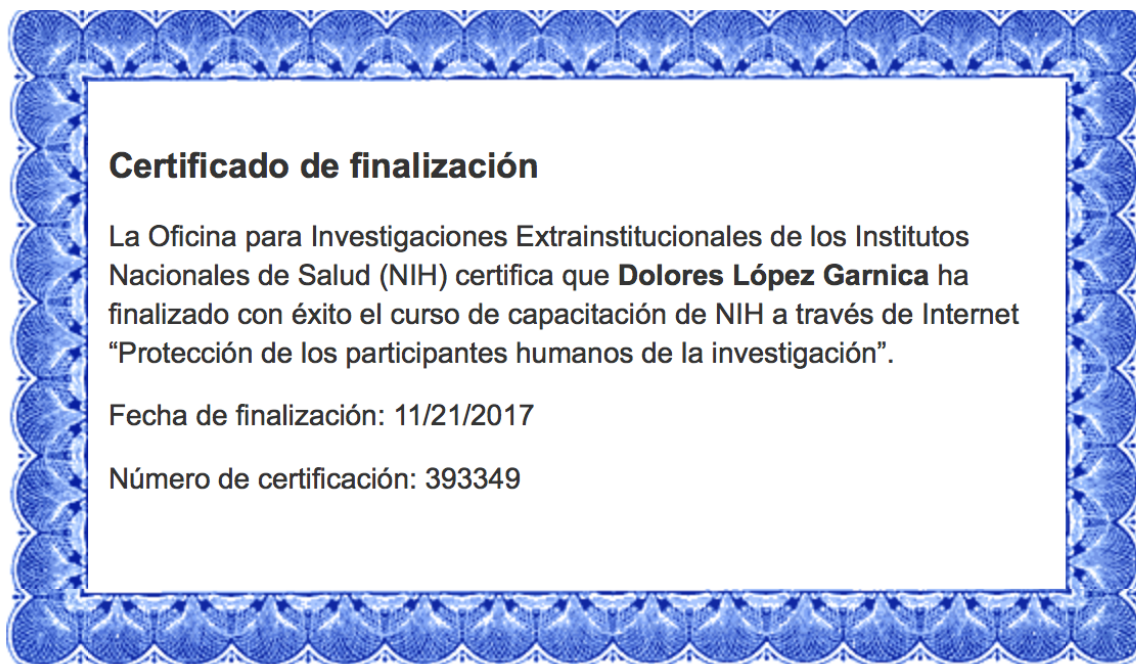 Certificado de finalización
La Oficina para Investigaciones Extrainstitucionales de los Institutos
Nacionales de Salud (NIH) certifica que Dolores López Garnica ha
finalizado con éxito el curso de capacitación de NIH a través de Internet
“Protección de los participantes humanos de la investigación”.
Fecha de finalización: 11/21/2017
Número de certificación: 393349